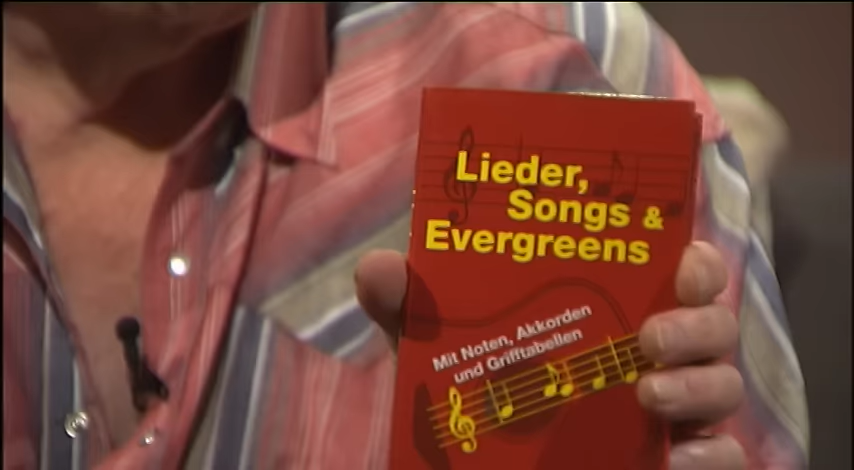 Lieder,
Songs &
Evergreens
Mit Noten, Akkorden
und Grifftabellen